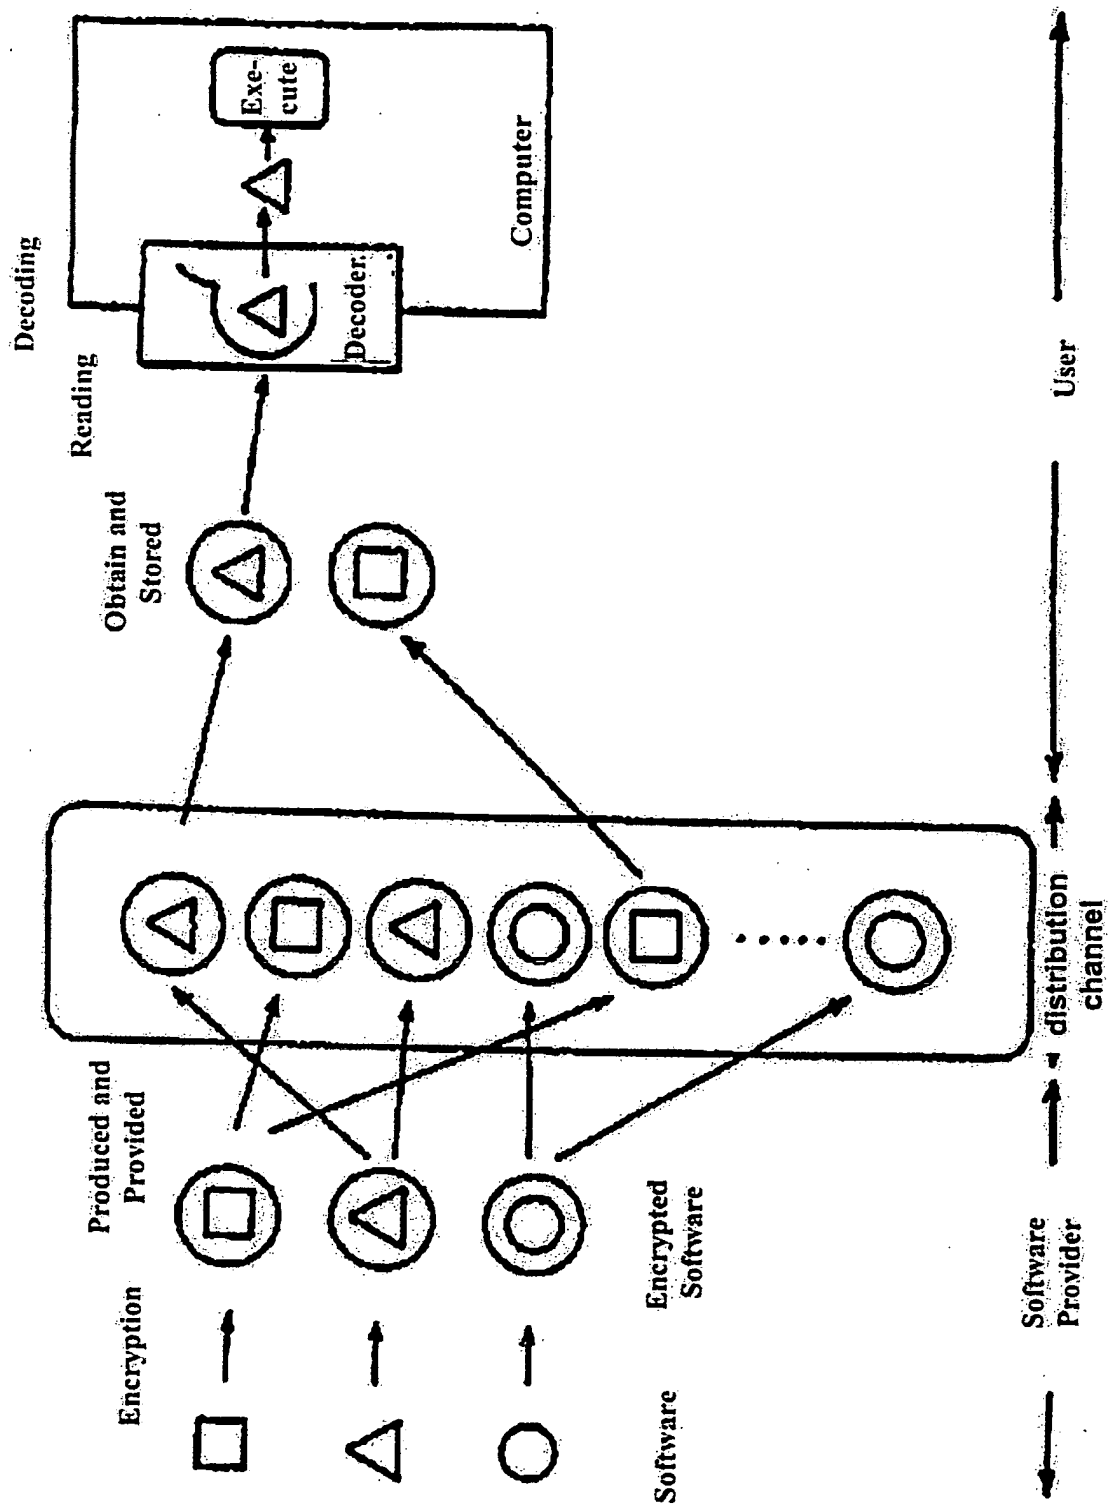 Encryption
Produced and
Provided
Obtain and
Stored
Reading
Decoding
Exe-
cute
Decoder
Computer
Software
Encrypted
Software
Software
Provider
distribution
channel
User